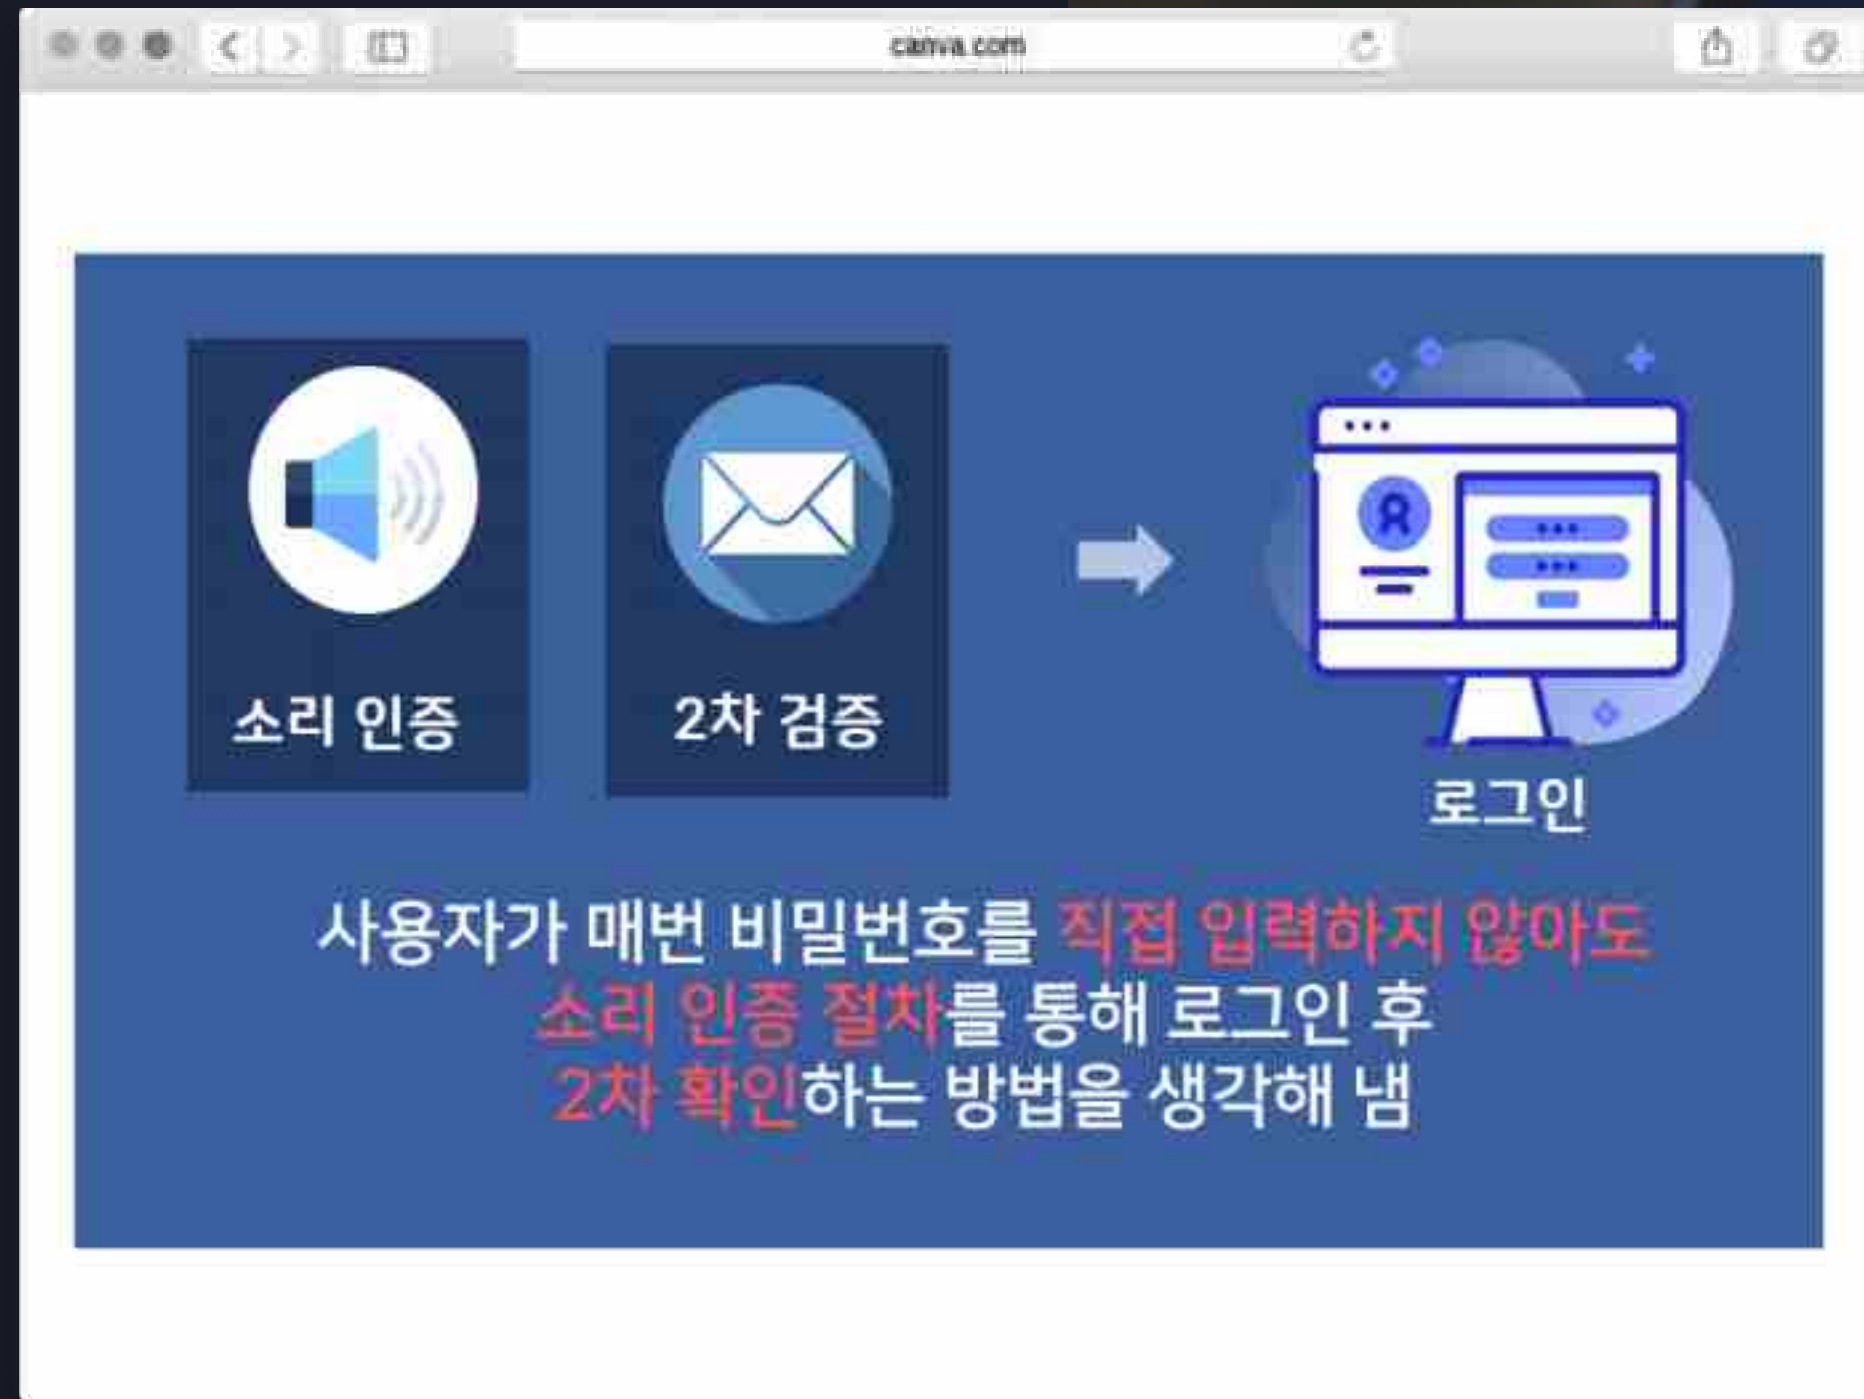 canva.com
소리 인증
2차 검증
로그인
사용자가 매번 비밀번호를 직접 입력하지 않아도
소리 인증 절차를 통해 로그인 후
2차 확인하는 방법을 생각해 냄